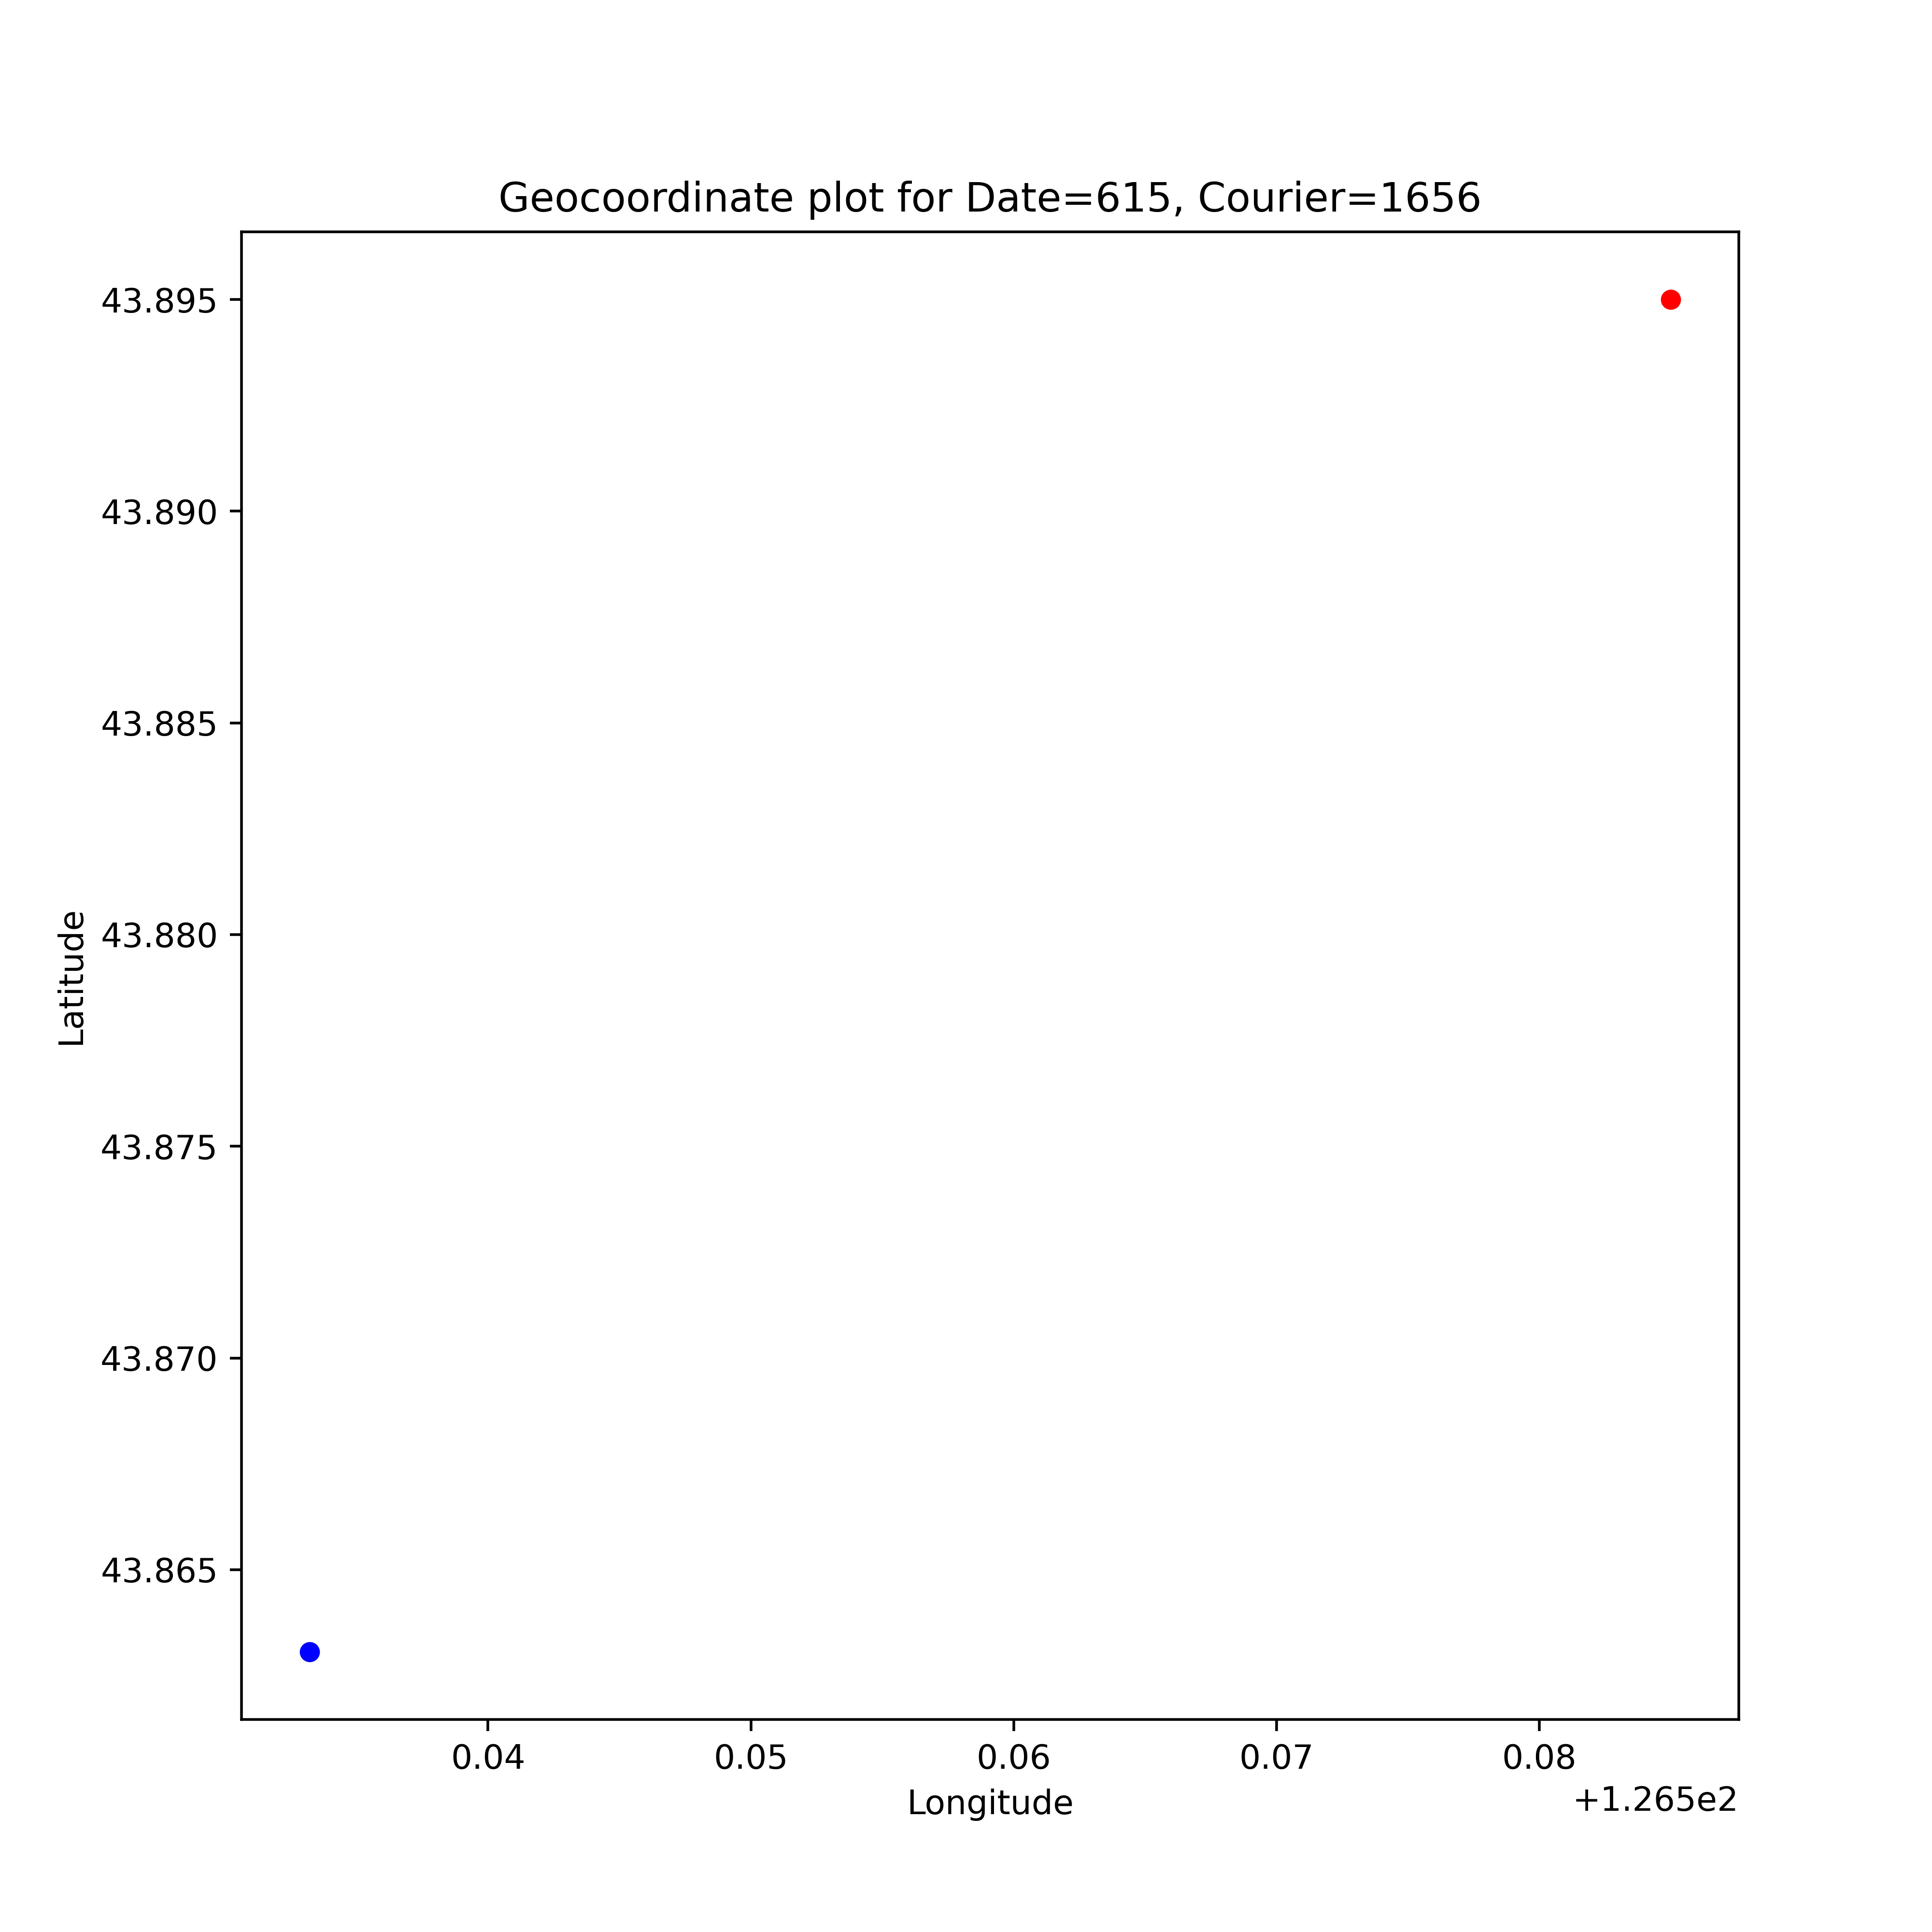 Geocoordinate plot for Date=615, Courier=1656
43.895
43.890
43.885
43.880
43.875
43.870
43.865
Latitude
0.04 0.05 0.06 0.07 0.08
+1.265e2
Longitude